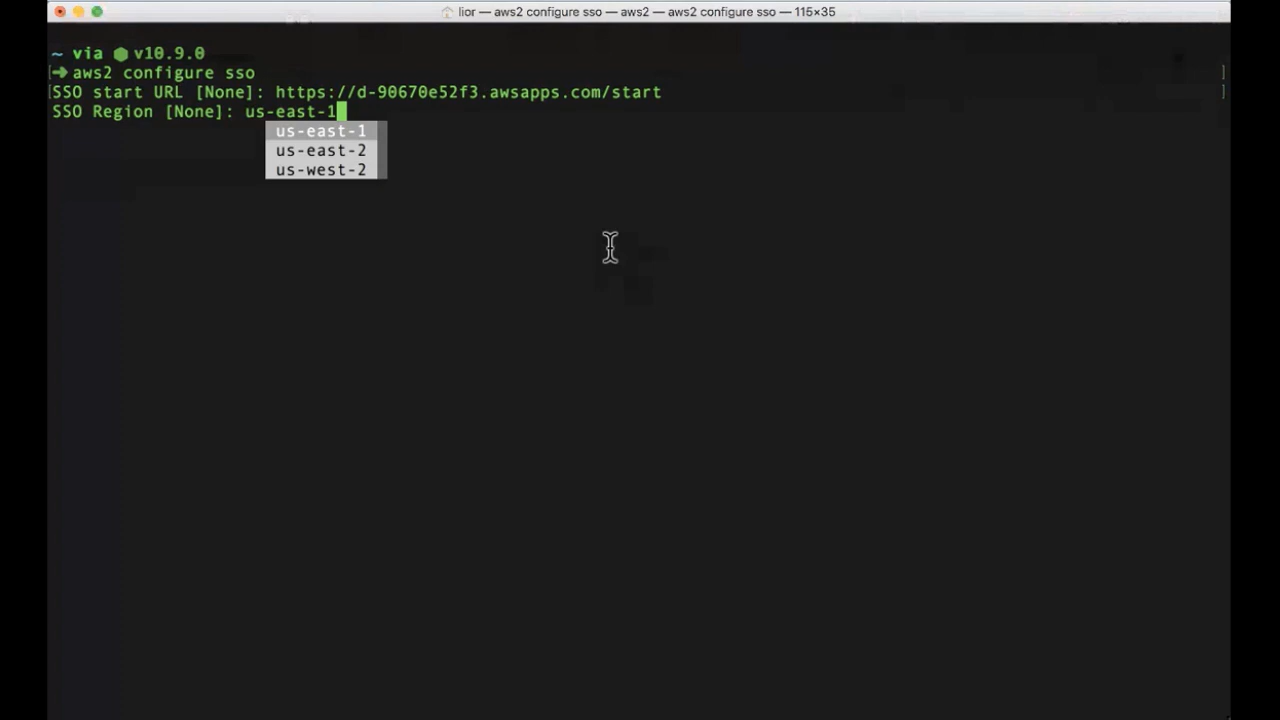 lior — aws2 configure sso — aws2 — aws2 configure sso — 115×35
~ via ⬢ v10.9.0
[➜ aws2 configure sso ]
[SSO start URL [None]: https://d-90670e52f3.awsapps.com/start ]
SSO Region [None]: us-east-1
us-east-1
us-east-2
us-west-2